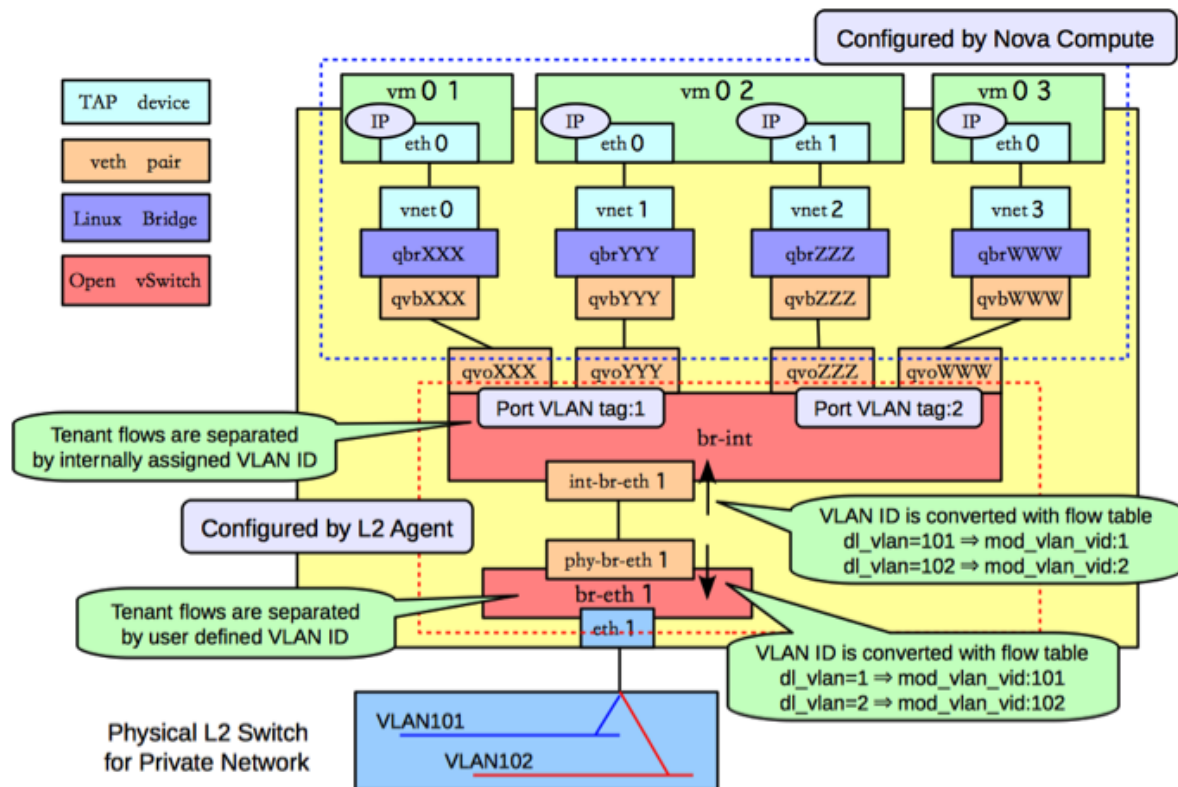 Configured by Nova Compute
TAP device
veth pair
Linux Bridge
Open vSwitch
vm 0 1
vm 0 2
vm 0 3
IP
IP
IP
IP
eth 0
eth 0
eth 1
eth 0
vnet 0
vnet 1
vnet 2
vnet 3
qbrXXX
qbrYYY
qbrZZZ
qbrWWW
qvbXXX
qvbYYY
qvbZZZ
qvbWWW
qvoXXX
qvoYYY
qvoZZZ
qvoWWW
Port VLAN tag:1
Port VLAN tag:2
br-int
Tenant flows are separated
by internally assigned VLAN ID
int-br-eth 1
Configured by L2 Agent
VLAN ID is converted with flow table
dl_vlan=101 ⇒ mod_vlan_vid:1
dl_vlan=102 ⇒ mod_vlan_vid:2
phy-br-eth 1
br-eth 1
Tenant flows are separated
by user defined VLAN ID
eth 1
VLAN ID is converted with flow table
dl_vlan=1 ⇒ mod_vlan_vid:101
dl_vlan=2 ⇒ mod_vlan_vid:102
Physical L2 Switch
for Private Network
VLAN101
VLAN102